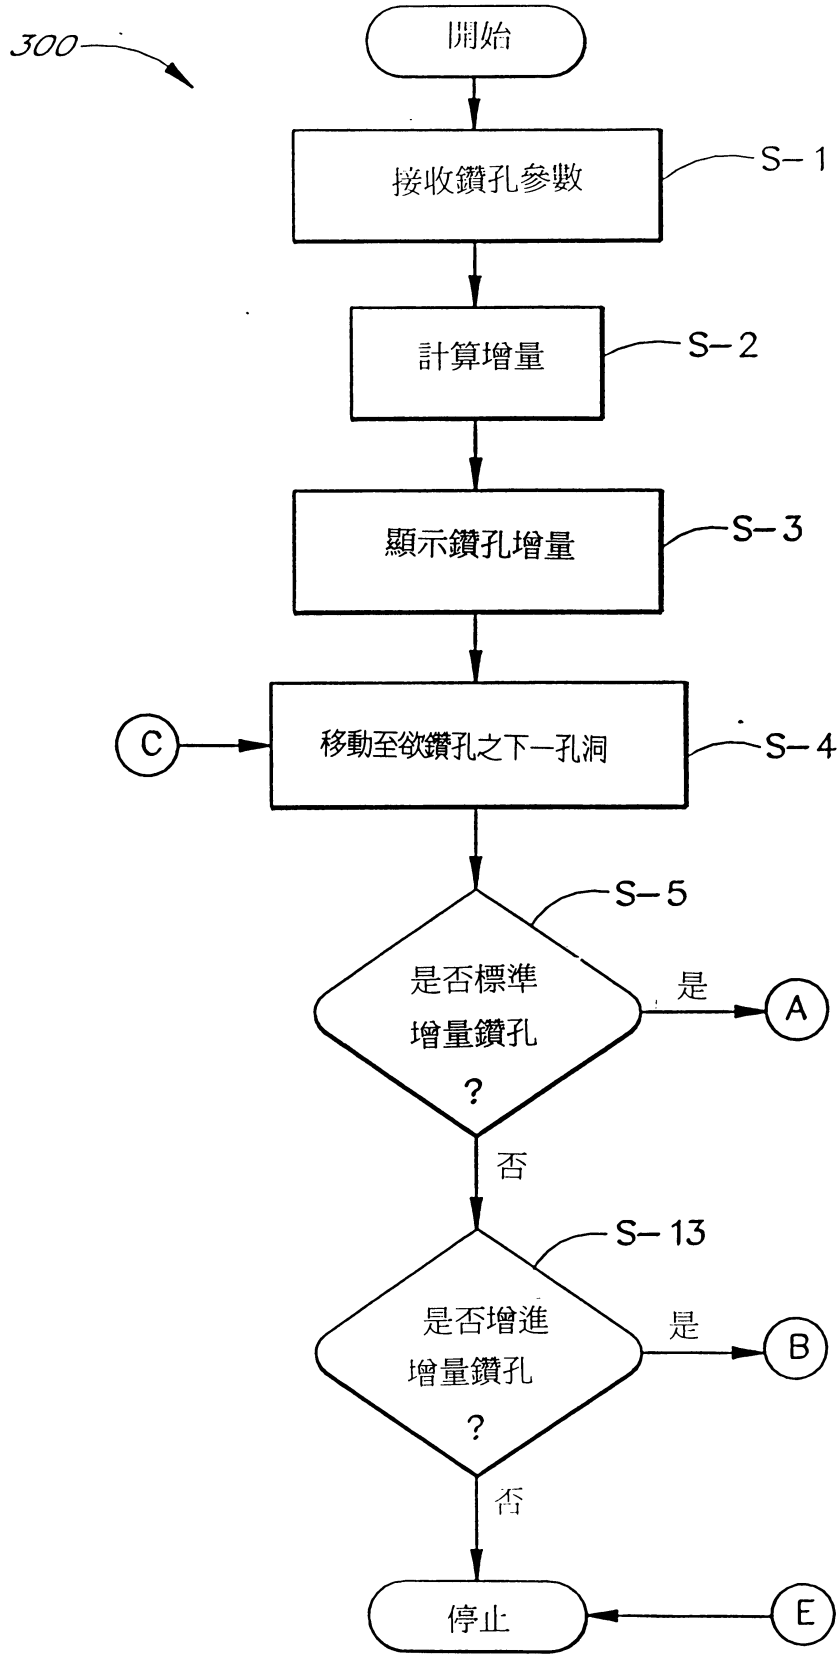 開始
300
接收鑽孔參數
S-1
計算增量
S-2
顯示鑽孔增量
S-3
C
移動至欲鑽孔之下一孔洞
S-4
S-5
是否標準
增量鑽孔
?
是
A
否
S-13
是否增進
增量鑽孔
?
是
B
否
停止
E